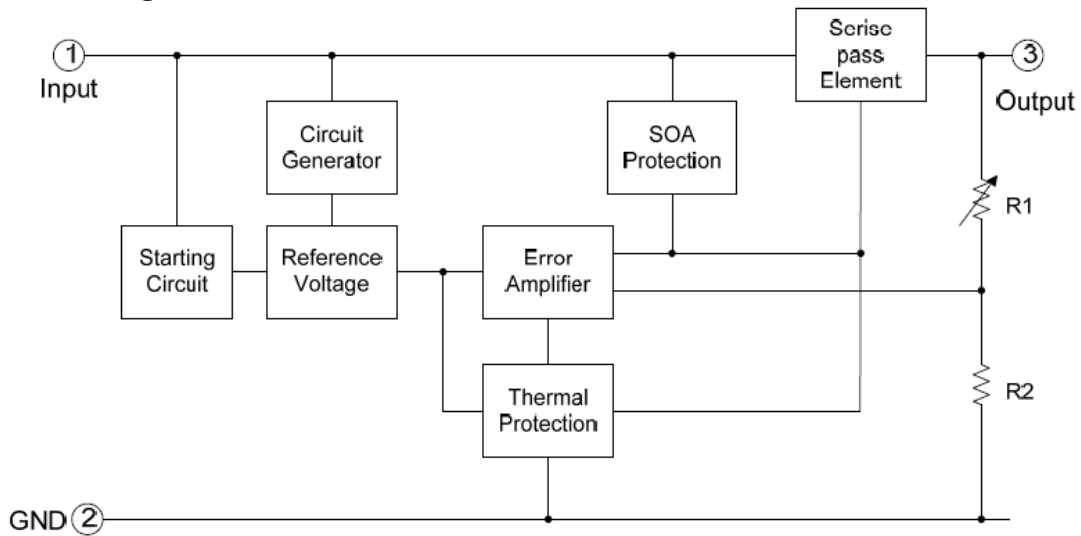 1
Input
Serise
pass
Element
3
Output
Circuit
Generator
SOA
Protection
R1
Starting
Circuit
Reference
Voltage
Error
Amplifier
Thermal
Protection
R2
GND 2